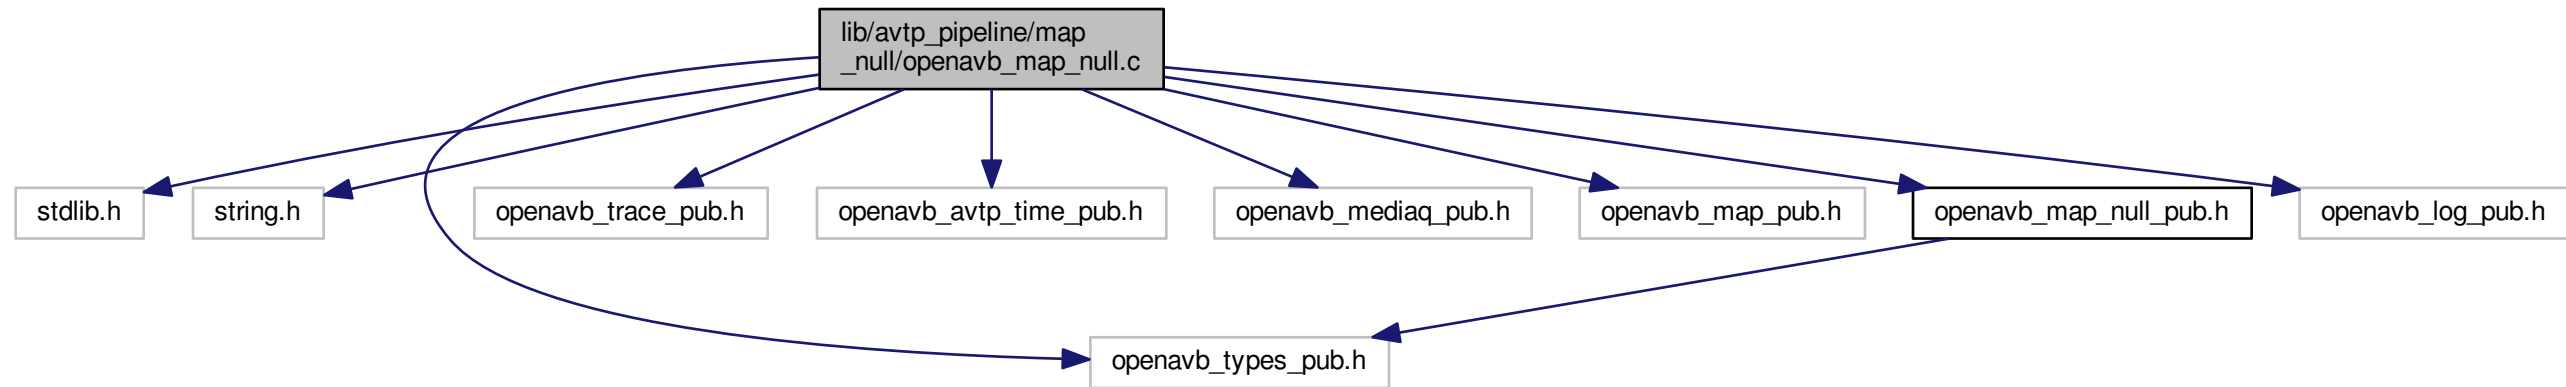 lib/avtp_pipeline/map
_null/openavb_map_null.c
stdlib.h
string.h
openavb_trace_pub.h
openavb_avtp_time_pub.h
openavb_mediaq_pub.h
openavb_map_pub.h
openavb_map_null_pub.h
openavb_log_pub.h
openavb_types_pub.h